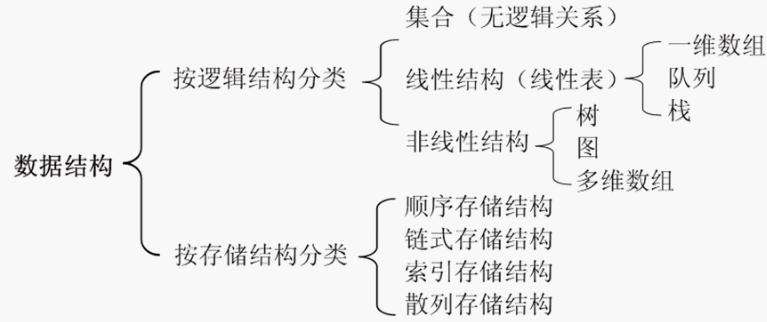 数据结构
按逻辑结构分类
集合（无逻辑关系）
线性结构（线性表）
一维数组
队列
栈
非线性结构
树
图
多维数组
按存储结构分类
顺序存储结构
链式存储结构
索引存储结构
散列存储结构